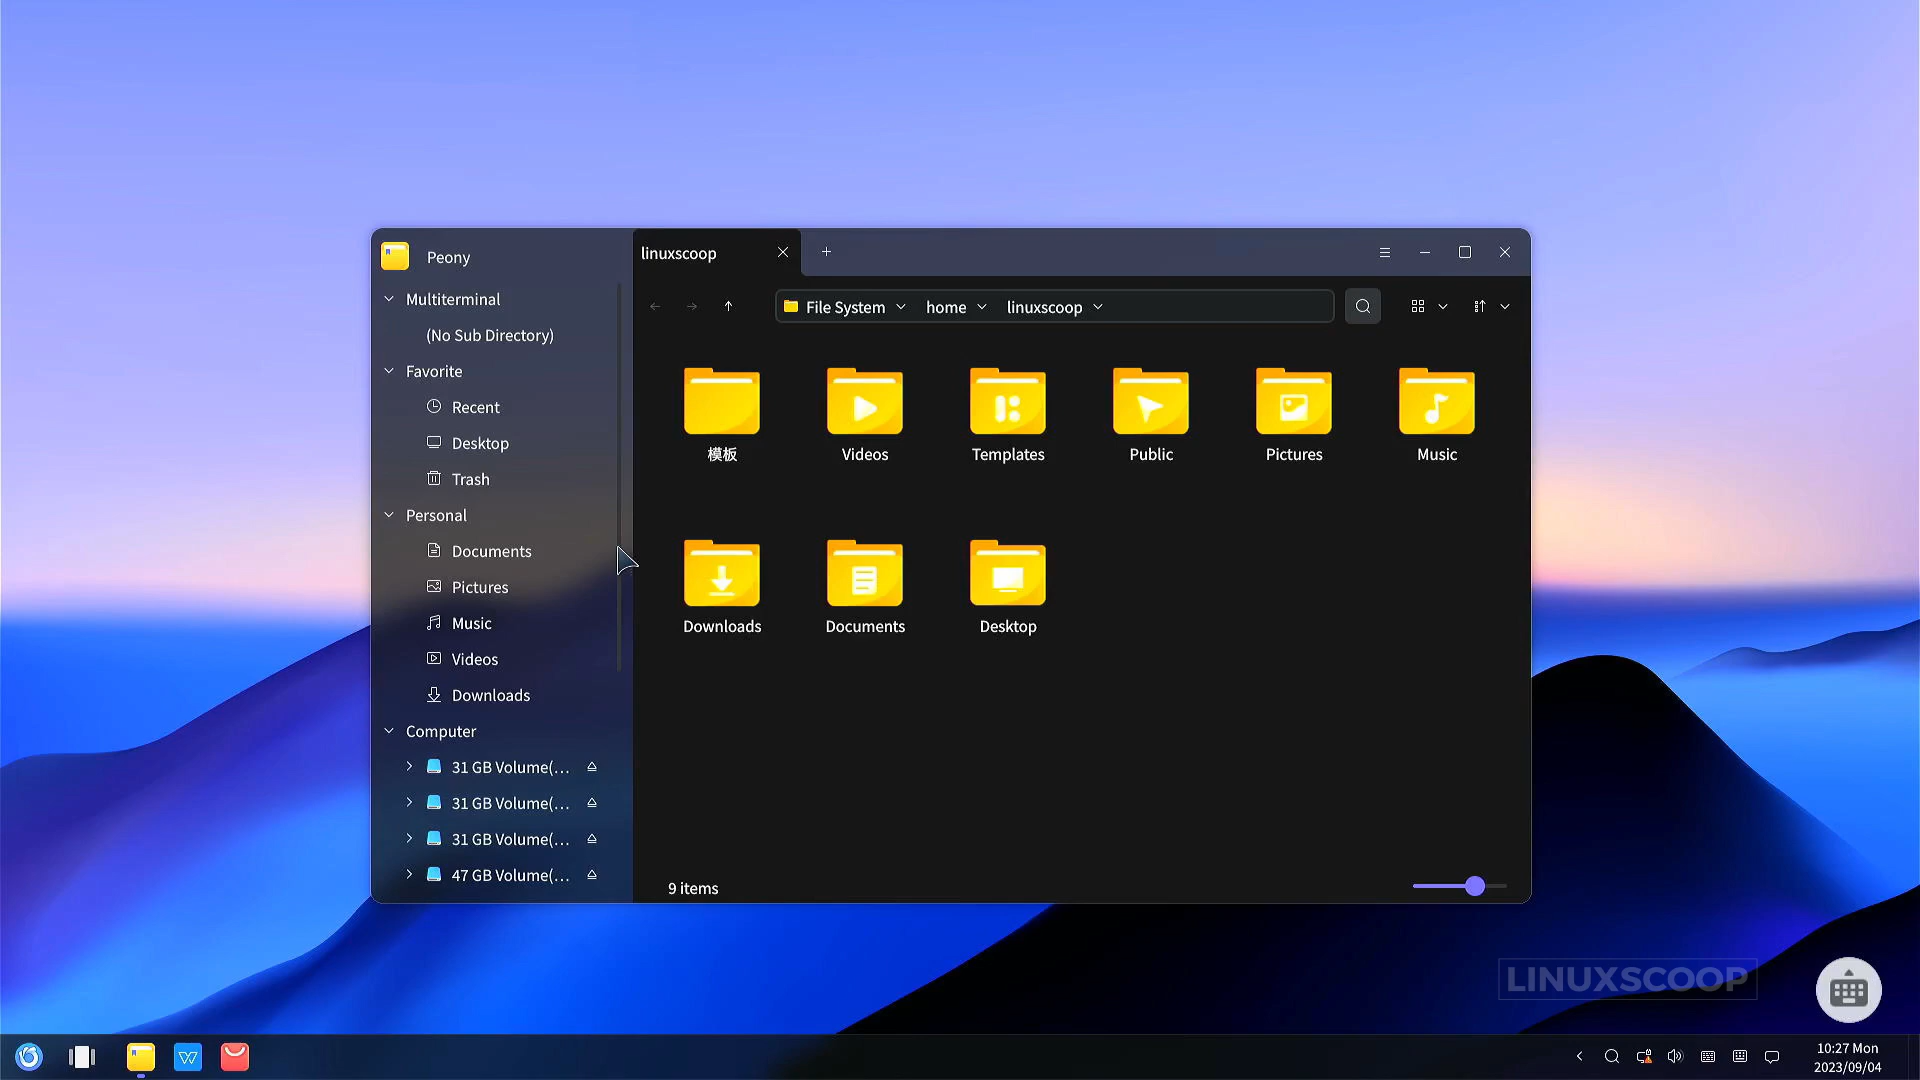 Peony
Multiterminal
(No Sub Directory)
Favorite
Recent
Desktop
Trash
Personal
Documents
Pictures
Music
Videos
Downloads
Computer
31 GB Volume(...
31 GB Volume(...
31 GB Volume(...
47 GB Volume(...
linuxscoop
File System home linuxscoop
模板 Videos Templates Public Pictures Music
Downloads Documents Desktop
9 items
LINUXSCOOP
10:27 Mon
2023/09/04